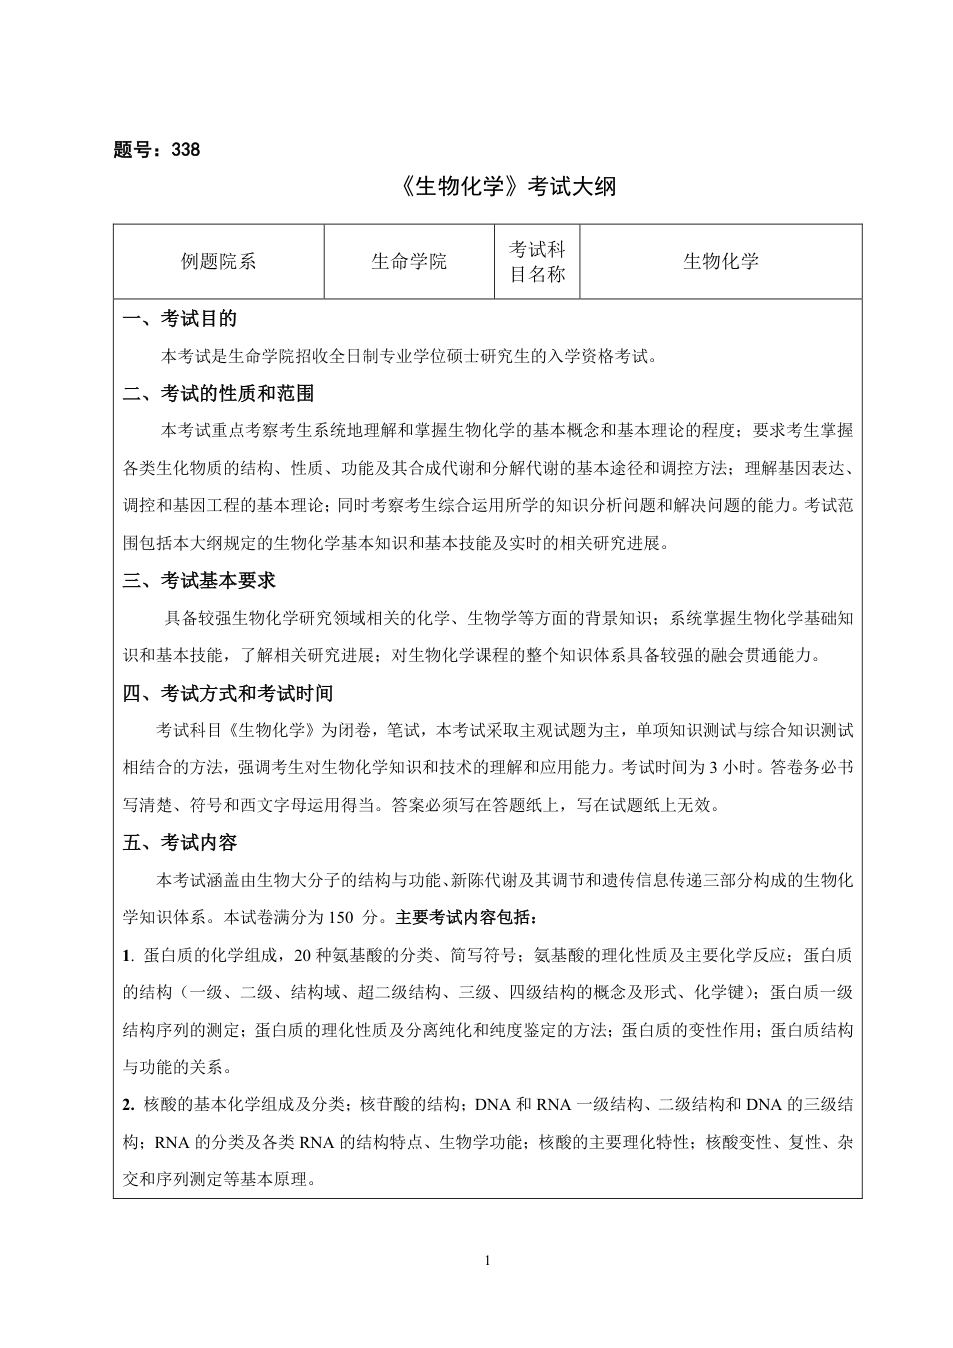 题号：338
《生物化学》考试大纲
例题院系 生命学院 考试科目名称 生物化学
一、考试目的
本考试是生命学院招收全日制专业学位硕士研究生的入学资格考试。
二、考试的性质和范围
本考试重点考察考生系统地理解和掌握生物化学的基本概念和基本理论的程度；要求考生掌握
各类生化物质的结构、性质、功能及其合成代谢和分解代谢的基本途径和调控方法；理解基因表达、
调控和基因工程的基本理论；同时考察考生综合运用所学的知识分析问题和解决问题的能力。考试范
围包括本大纲规定的生物化学基本知识和基本技能及实时的相关研究进展。
三、考试基本要求
具备较强生物化学研究领域相关的化学、生物学等方面的背景知识；系统掌握生物化学基础知
识和基本技能，了解相关研究进展；对生物化学课程的整个知识体系具备较强的融会贯通能力。
四、考试方式和考试时间
考试科目《生物化学》为闭卷，笔试，本考试采取主观试题为主，单项知识测试与综合知识测试
相结合的方法，强调考生对生物化学知识和技术的理解和应用能力。考试时间为 3 小时。答卷务必书
写清楚、符号和西文字母运用得当。答案必须写在答题纸上，写在试题纸上无效。
五、考试内容
本考试涵盖由生物大分子的结构与功能、新陈代谢及其调节和遗传信息传递三部分构成的生物化
学知识体系。本试卷满分为 150 分。主要考试内容包括：
1. 蛋白质的化学组成，20 种氨基酸的分类、简写符号；氨基酸的理化性质及主要化学反应；蛋白质
的结构（一级、二级、结构域、超二级结构、三级、四级结构的概念及形式、化学键）；蛋白质一级
结构序列的测定；蛋白质的理化性质及分离纯化和纯度鉴定的方法；蛋白质的变性作用；蛋白质结构
与功能的关系。
2. 核酸的基本化学组成及分类；核苷酸的结构；DNA 和 RNA 一级结构、二级结构和 DNA 的三级结
构；RNA 的分类及各类 RNA 的结构特点、生物学功能；核酸的主要理化特性；核酸变性、复性、杂
交和序列测定等基本原理。
1